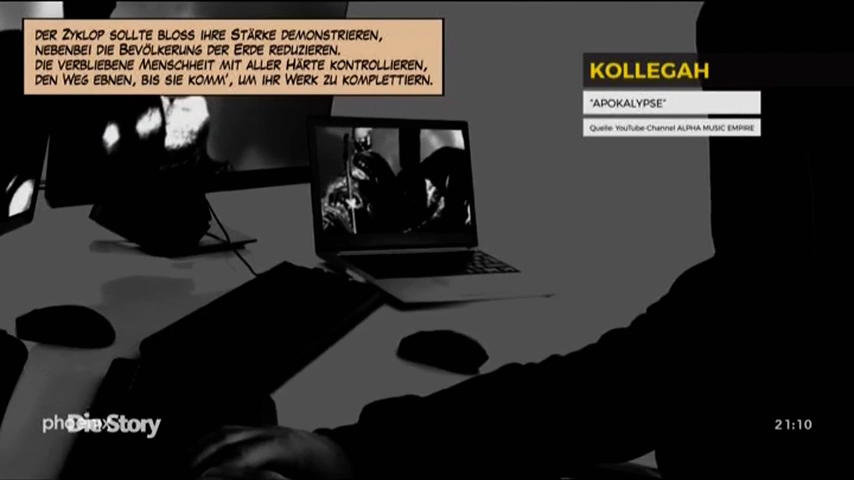 DER ZYKLOP SOLLTE BLOSS IHRE STÄRKE DEMONSTRIEREN,
NEBENBEI DIE BEVÖLKERUNG DER ERDE REDUZIEREN.
DIE VERBLIEBENE MENSCHHEIT MIT ALLER HÄRTE KONTROLLIEREN,
DEN WEG EBNEN, BIS SIE KOMM', UM IHR WERK ZU KOMPLETTIERN.
KOLLEGAH
"APOKALYPSE"
Quelle: YouTube-Channel ALPHA MUSIC EMPIRE
phoenix Die Story
21:10